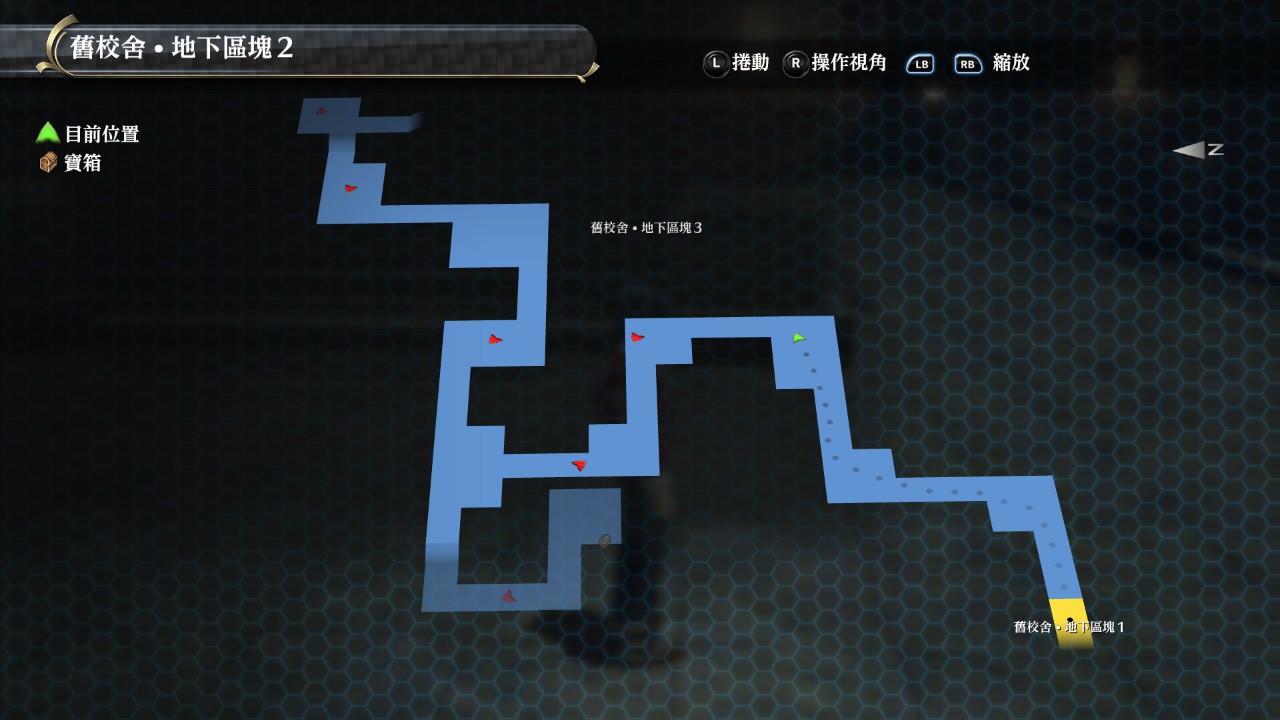 舊校舍・地下區塊2
L 捲動 R 操作視角 LB RB 縮放
目前位置
寶箱
Z
舊校舍・地下區塊3
舊校舍・地下區塊1